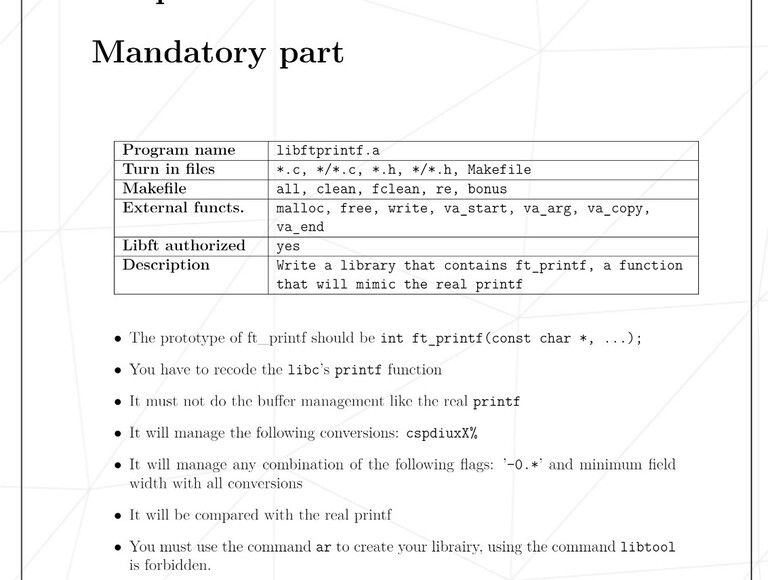 Mandatory part
Program name libftprintf.a
Turn in files *.c, */*.c, *.h, */*.h, Makefile
Makefile all, clean, fclean, re, bonus
External functs. malloc, free, write, va_start, va_arg, va_copy,
va_end
Libft authorized yes
Description Write a library that contains ft_printf, a function
that will mimic the real printf
• The prototype of ft_printf should be int ft_printf(const char *, ...);
• You have to recode the libc's printf function
• It must not do the buffer management like the real printf
• It will manage the following conversions: cspdiuxX%
• It will manage any combination of the following flags: '-0.*' and minimum field
width with all conversions
• It will be compared with the real printf
• You must use the command ar to create your librairy, using the command libtool
is forbidden.